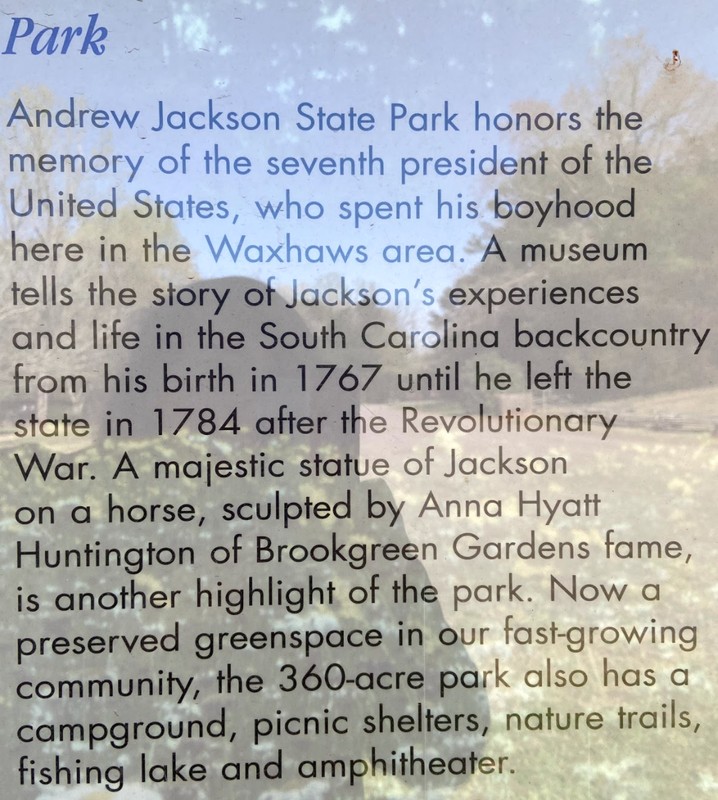 Park
Andrew Jackson State Park honors the
memory of the seventh president of the
United States, who spent his boyhood
here in the Waxhaws area. A museum
tells the story of Jackson's experiences
and life in the South Carolina backcountry
from his birth in 1767 until he left the
state in 1784 after the Revolutionary
War. A majestic statue of Jackson
on a horse, sculpted by Anna Hyatt
Huntington of Brookgreen Gardens fame,
is another highlight of the park. Now a
preserved greenspace in our fast-growing
community, the 360-acre park also has a
campground, picnic shelters, nature trails,
fishing lake and amphitheater.